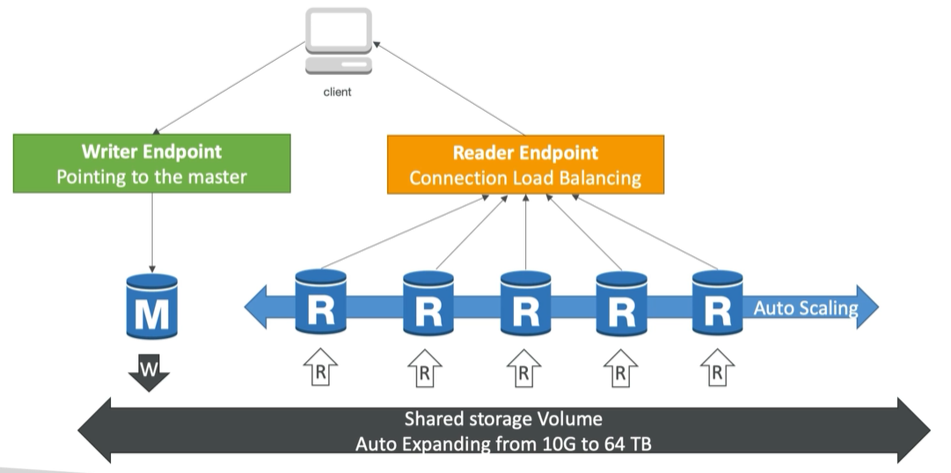 client
Writer Endpoint
Pointing to the master
Reader Endpoint
Connection Load Balancing
M
R
R
R
R
R
Auto Scaling
W
R
R
R
R
R
Shared storage Volume
Auto Expanding from 10G to 64 TB